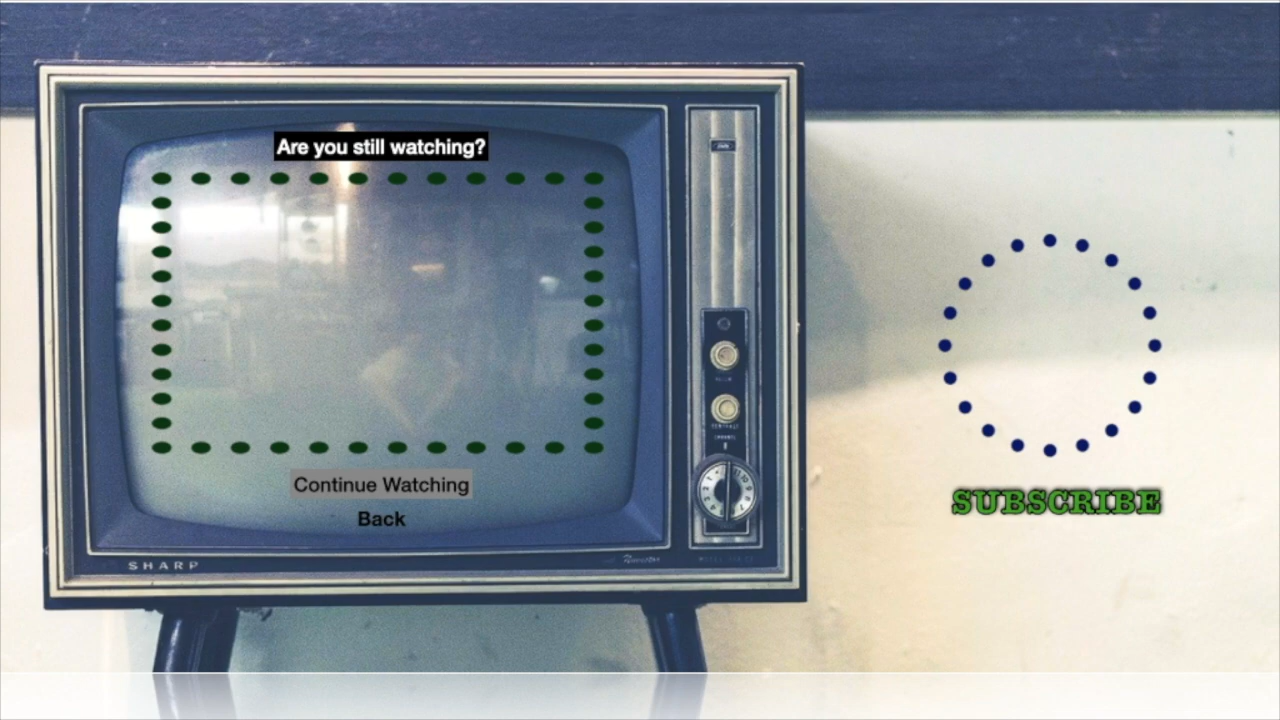 Are you still watching?
Continue Watching
Back
SHARP
SUBSCRIBE